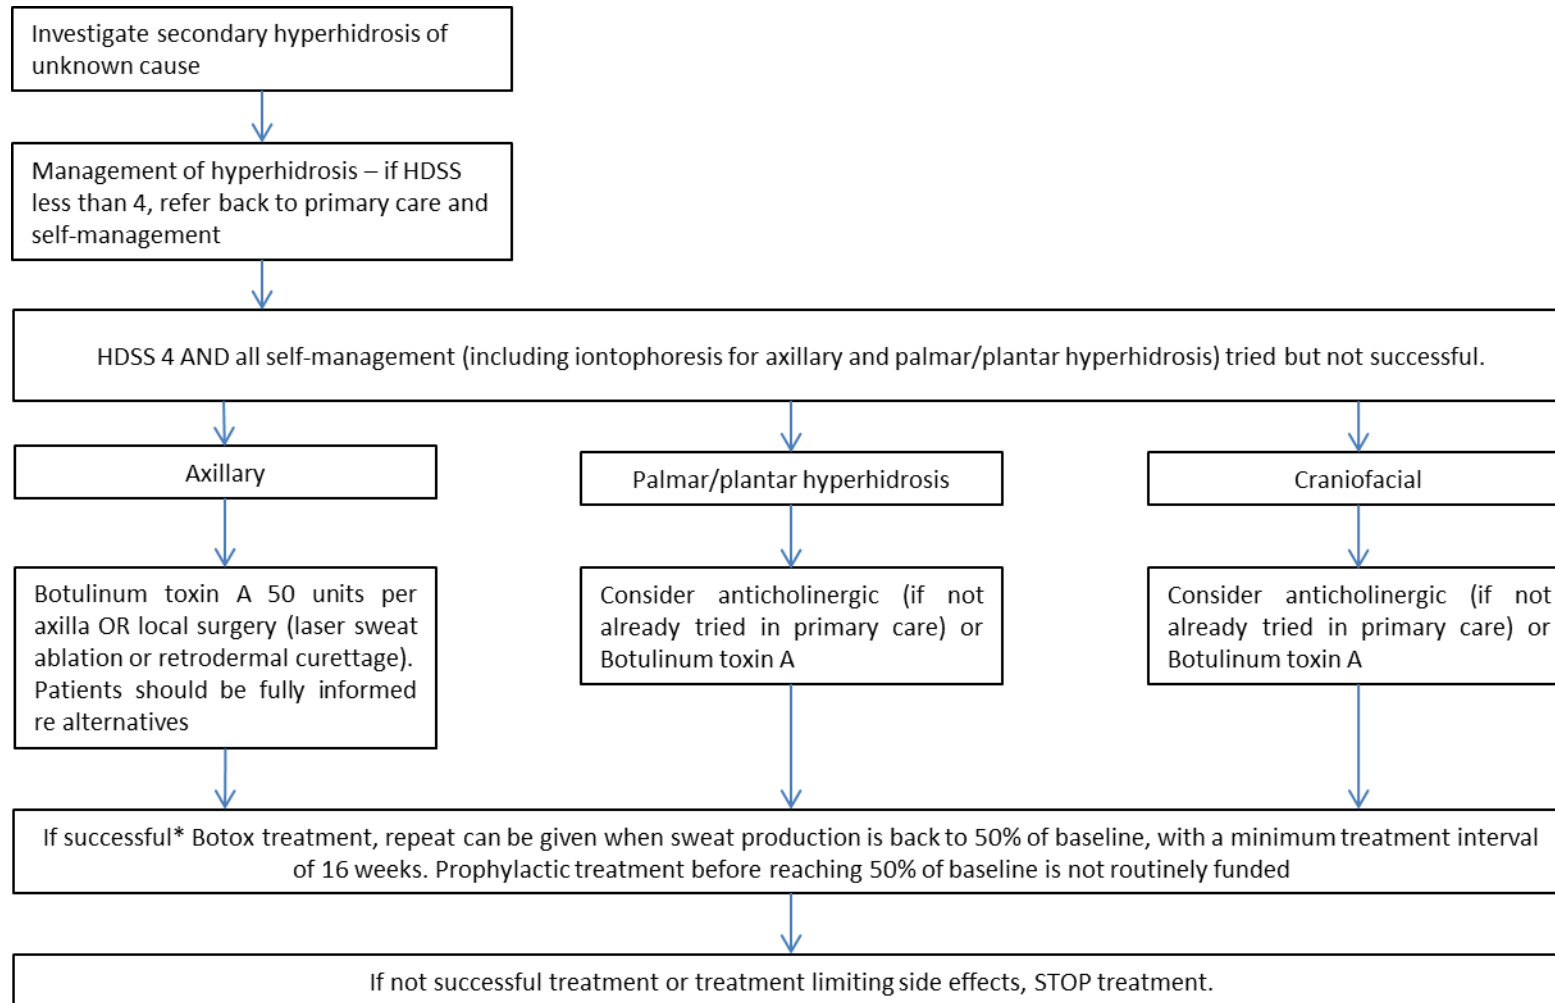 Investigate secondary hyperhidrosis of
unknown cause
Management of hyperhidrosis – if HDSS
less than 4, refer back to primary care and
self-management
HDSS 4 AND all self-management (including iontophoresis for axillary and palmar/plantar hyperhidrosis) tried but not successful.
Axillary
Palmar/plantar hyperhidrosis
Craniofacial
Botulinum toxin A 50 units per
axilla OR local surgery (laser sweat
ablation or retrodermal curettage).
Patients should be fully informed
re alternatives
Consider anticholinergic (if not
already tried in primary care) or
Botulinum toxin A
Consider anticholinergic (if not
already tried in primary care) or
Botulinum toxin A
If successful* Botox treatment, repeat can be given when sweat production is back to 50% of baseline, with a minimum treatment interval
of 16 weeks. Prophylactic treatment before reaching 50% of baseline is not routinely funded
If not successful treatment or treatment limiting side effects, STOP treatment.